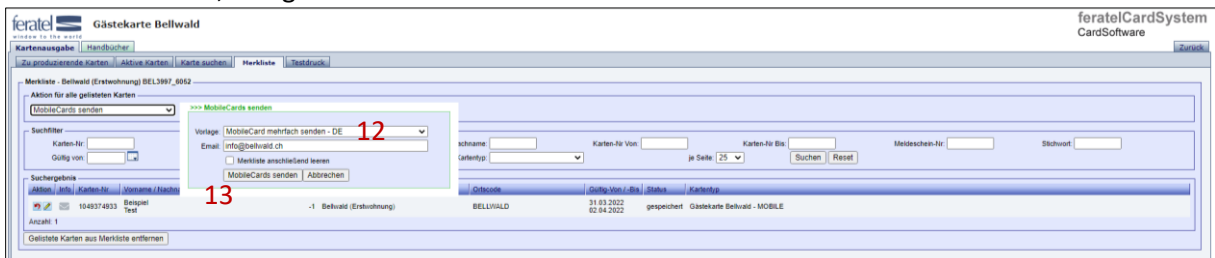 feratel Gästekarte Bellwald feratelCardSystem
window to the world CardSoftware
Kartenausgabe Handbücher Zurück
Zu produzierende Karten Aktive Karten Karte suchen Merkliste Testdruck
Merkliste - Bellwald (Erstwohnung) BEL3997_6052
Aktion für alle gelisteten Karten
MobileCards senden
>>> MobileCards senden
Vorlage: MobileCard mehrfach senden - DE 12
Email: info@bellwald.ch
Merkliste anschließend leeren
MobileCards senden Abbrechen
13
Suchfilter
Karten-Nr: Karten-Nr Von: Karten-Nr Bis: Meldeschein-Nr: Stichwort:
Gültig von: je Seite: 25 Suchen Reset
Suchergebnis
Aktion Info Karten-Nr Vorname / Ortscode Gültig-Von / -Bis Status Kartentyp
1049374933 Beispiel Test -1 Bellwald (Erstwohnung) BELLWALD 31.03.2022 02.04.2022 gespeichert Gästekarte Bellwald - MOBILE
Anzahl: 1
Gelistete Karten aus Merkliste entfernen